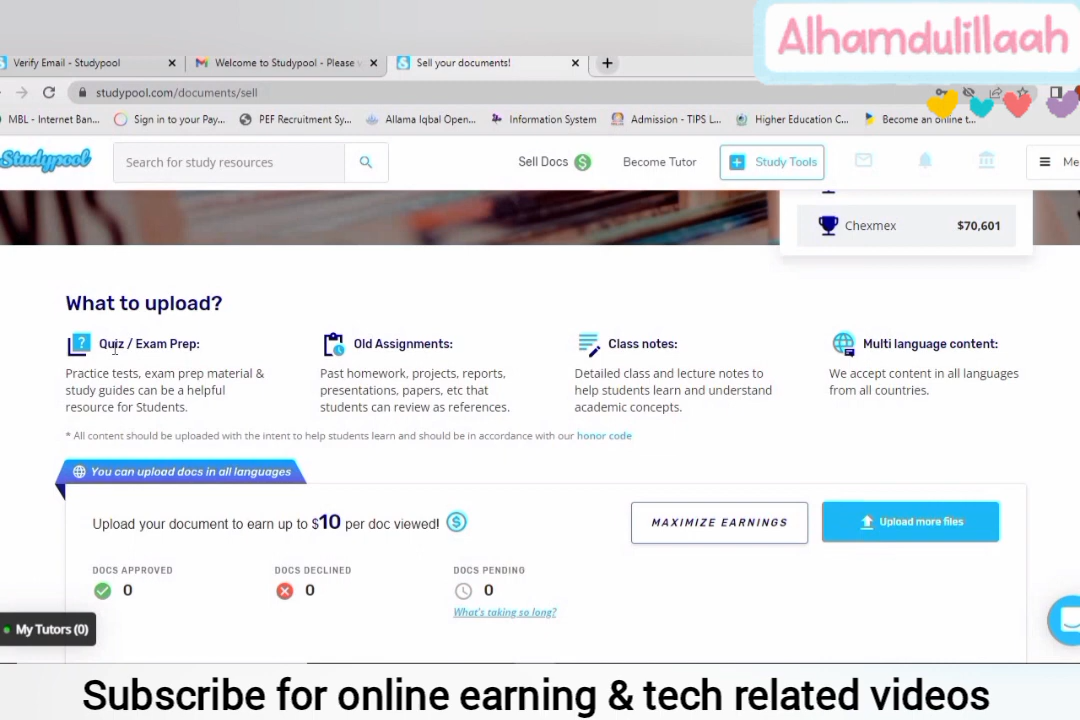 Alhamdulillaah
Verify Email - Studypool
Welcome to Studypool - Please
Sell your documents!
studypool.com/documents/sell
MBL - Internet Ban...
Sign in to your Pay...
PEF Recruitment Sy...
Allama Iqbal Open...
Information System
Admission - TIPS L...
Higher Education C...
Become an online t...
Studypool
Search for study resources
Sell Docs
Become Tutor
Study Tools
Me
Chexmex $70,601
What to upload?
Quiz / Exam Prep:
Practice tests, exam prep material &
study guides can be a helpful
resource for Students.
Old Assignments:
Past homework, projects, reports,
presentations, papers, etc that
students can review as references.
Class notes:
Detailed class and lecture notes to
help students learn and understand
academic concepts.
Multi language content:
We accept content in all languages
from all countries.
* All content should be uploaded with the intent to help students learn and should be in accordance with our honor code
You can upload docs in all languages
Upload your document to earn up to $10 per doc viewed!
MAXIMIZE EARNINGS
Upload more files
DOCS APPROVED
0
DOCS DECLINED
0
DOCS PENDING
0
What's taking so long?
My Tutors (0)
Subscribe for online earning & tech related videos